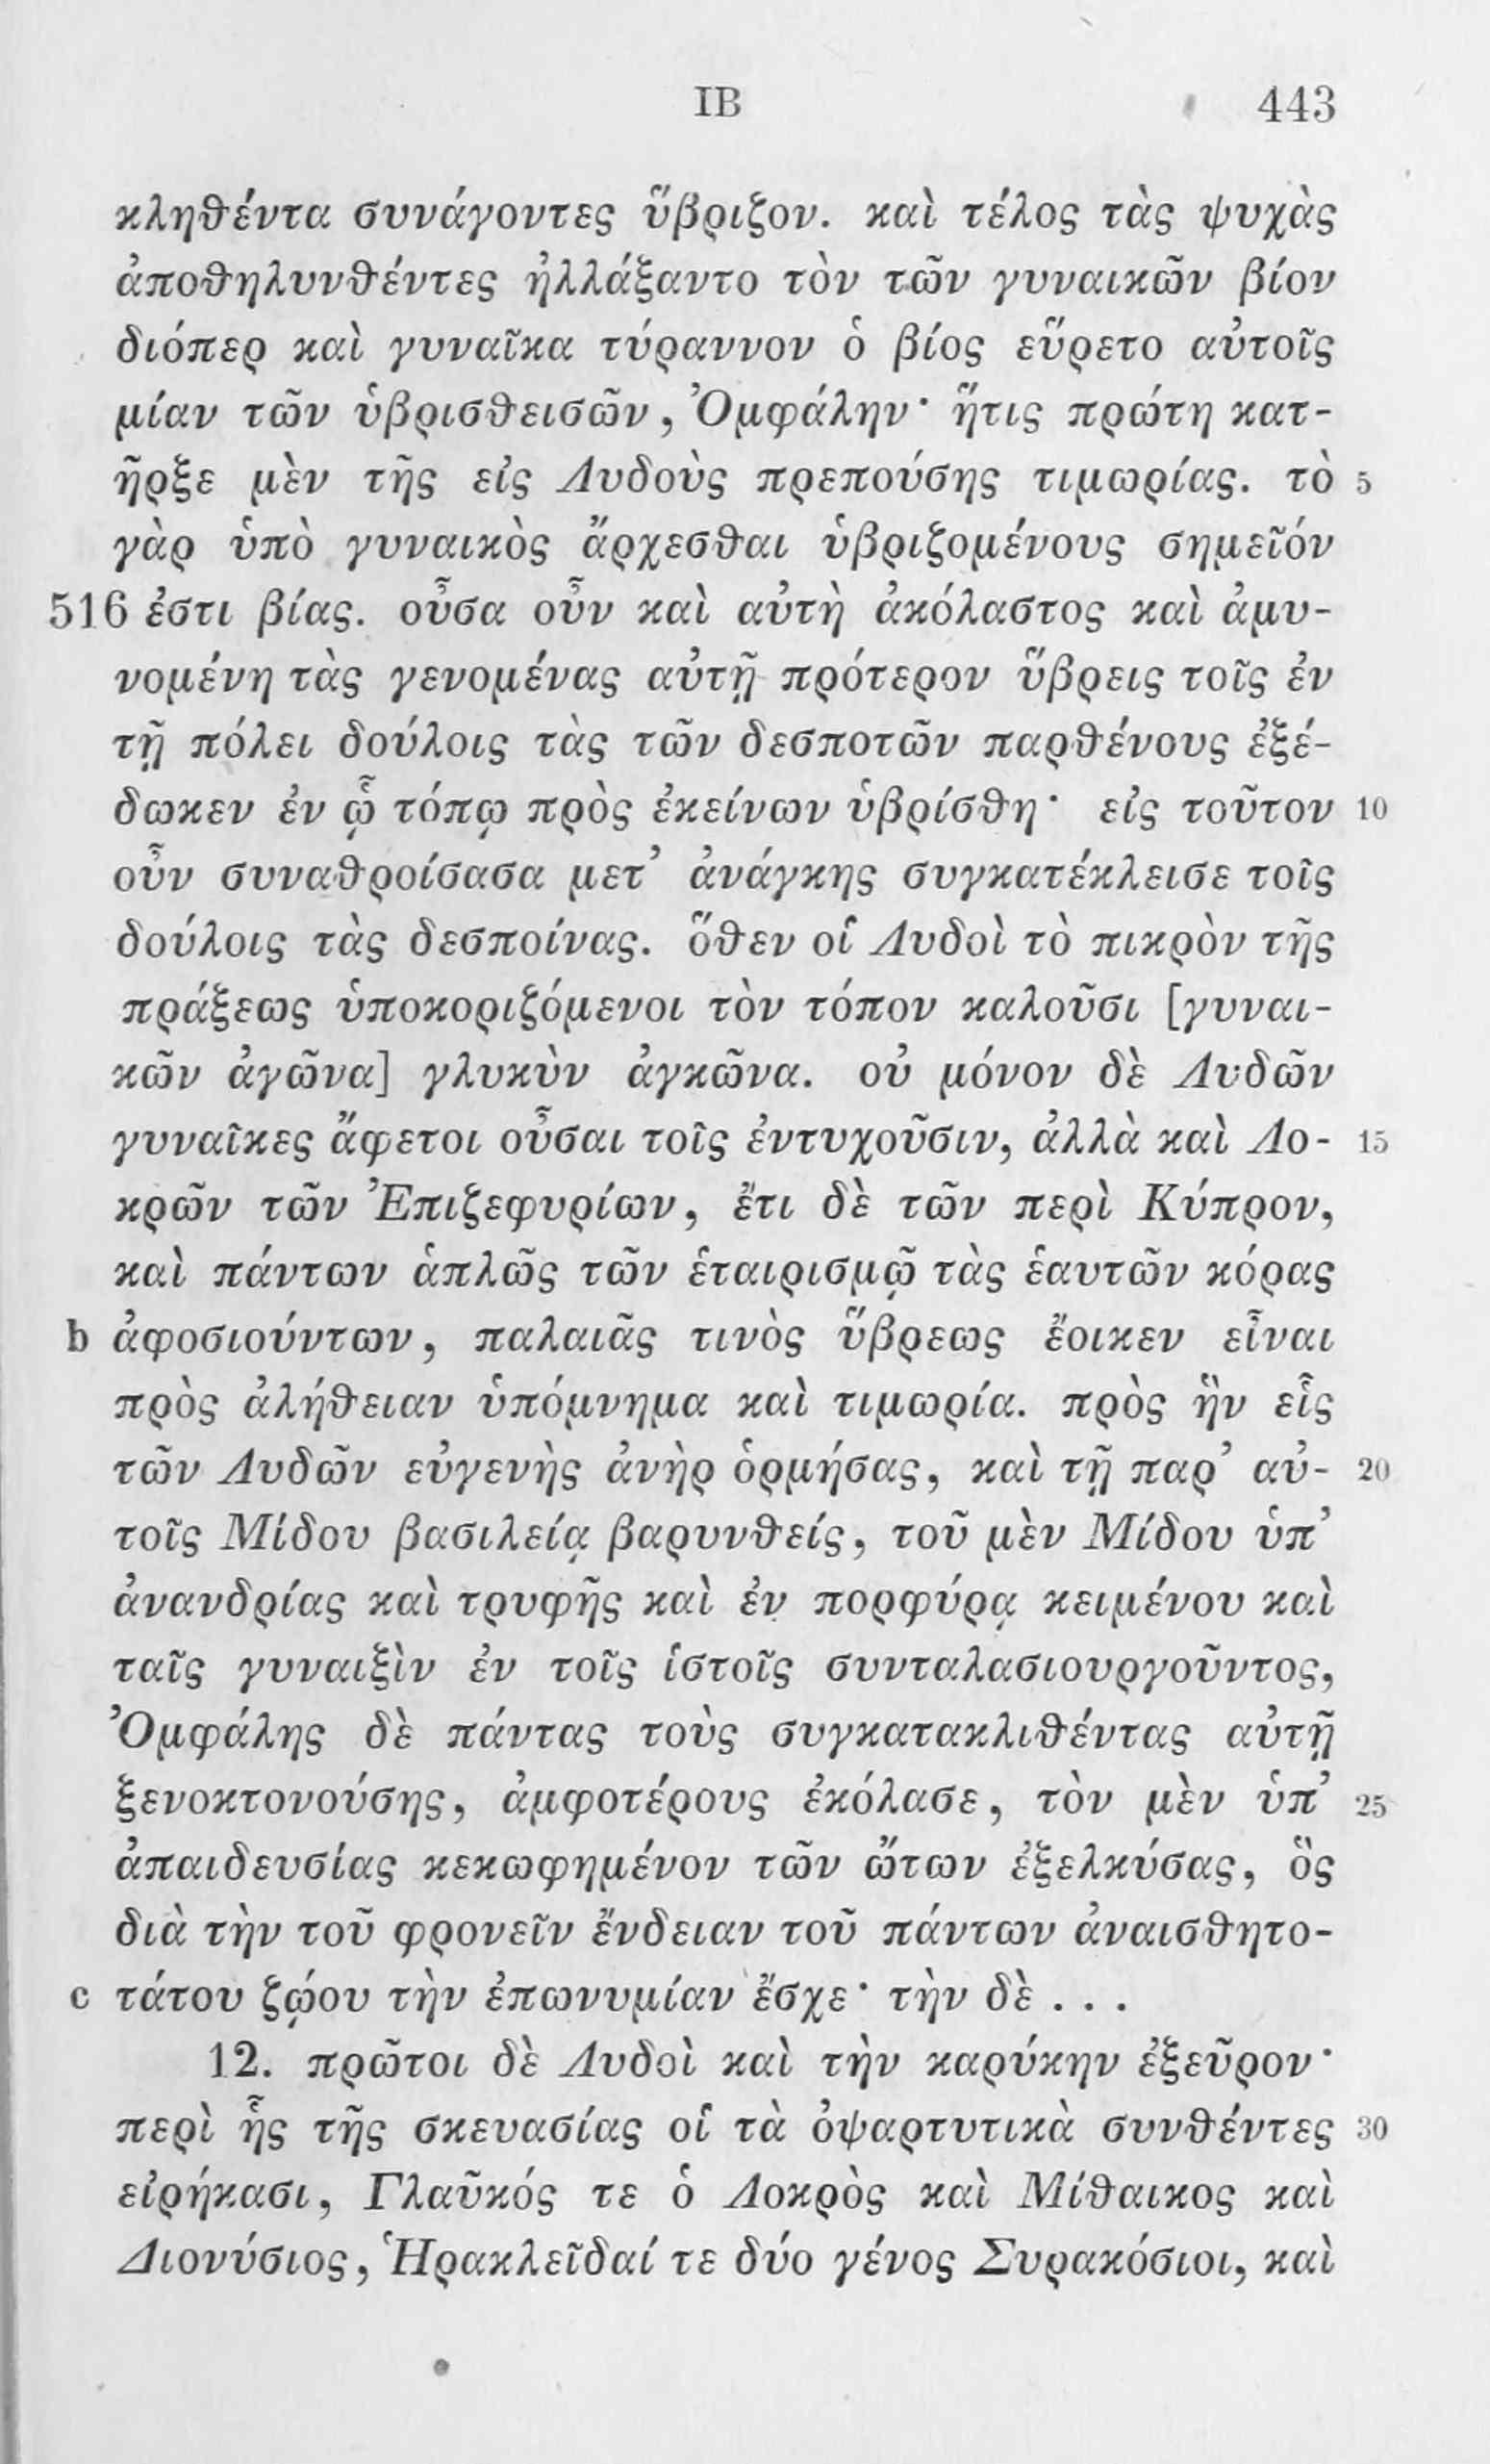 ΙΒ 443
κληθέντα συνάγοντες ὕβριζον. καὶ τέλος τὰς ψυχὰς
ἀποθηλυνθέντες ἠλλάξαντο τὸν τῶν γυναικῶν βίον
διόπερ καὶ γυναῖκα τύραννον ὁ βίος εὕρετο αὐτοῖς
μίαν τῶν ὑβρισθεισῶν, Ὀμφάλην· ἥτις πρώτη κατ-
ῆρξε μὲν τῆς εἰς Λυδοὺς πρεπούσης τιμωρίας. τὸ 5
γὰρ ὑπὸ γυναικὸς ἄρχεσθαι ὑβριζομένους σημεῖόν
516 ἐστι βίας. οὖσα οὖν καὶ αὐτὴ ἀκόλαστος καὶ ἀμυ-
νομένη τὰς γενομένας αὐτῇ πρότερον ὕβρεις τοῖς ἐν
τῇ πόλει δούλοις τὰς τῶν δεσποτῶν παρθένους ἐξέ-
δωκεν ἐν ᾧ τόπῳ πρὸς ἐκείνων ὑβρίσθη· εἰς τοῦτον 10
οὖν συναθροίσασα μετ’ ἀνάγκης συγκατέκλεισε τοῖς
δούλοις τὰς δεσποίνας. ὅθεν οἱ Λυδοὶ τὸ πικρὸν τῆς
πράξεως ὑποκοριζόμενοι τὸν τόπον καλοῦσι [γυναι-
κῶν ἀγῶνα] γλυκὺν ἀγκῶνα. οὐ μόνον δὲ Λυδῶν
γυναῖκες ἄφετοι οὖσαι τοῖς ἐντυχοῦσιν, ἀλλὰ καὶ Λο- 15
κρῶν τῶν Ἐπιζεφυρίων, ἔτι δὲ τῶν περὶ Κύπρον,
καὶ πάντων ἁπλῶς τῶν ἑταιρισμῷ τὰς ἑαυτῶν κόρας
b ἀφοσιούντων, παλαιᾶς τινὸς ὕβρεως ἔοικεν εἶναι
πρὸς ἀλήθειαν ὑπόμνημα καὶ τιμωρία. πρὸς ἣν εἷς
τῶν Λυδῶν εὐγενὴς ἀνὴρ ὁρμήσας, καὶ τῇ παρ’ αὐ- 20
τοῖς Μίδου βασιλείᾳ βαρυνθείς, τοῦ μὲν Μίδου ὑπ’
ἀνανδρίας καὶ τρυφῆς καὶ ἐν πορφύρᾳ κειμένου καὶ
ταῖς γυναιξὶν ἐν τοῖς ἱστοῖς συνταλασιουργοῦντος,
Ὀμφάλης δὲ πάντας τοὺς συγκατακλιθέντας αὐτῇ
ξενοκτονούσης, ἀμφοτέρους ἐκόλασε, τὸν μὲν ὑπ’ 25
ἀπαιδευσίας κεκωφημένον τῶν ὤτων ἐξελκύσας, ὃς
διὰ τὴν τοῦ φρονεῖν ἔνδειαν τοῦ πάντων ἀναισθητο-
c τάτου ζῴου τὴν ἐπωνυμίαν ἔσχε· τὴν δὲ . . .
12. πρῶτοι δὲ Λυδοὶ καὶ τὴν καρύκην ἐξεῦρον·
περὶ ἧς τῆς σκευασίας οἱ τὰ ὀψαρτυτικὰ συνθέντες 30
εἰρήκασι, Γλαῦκός τε ὁ Λοκρὸς καὶ Μίθαικος καὶ
Διονύσιος, Ἡρακλεῖδαί τε δύο γένος Συρακόσιοι, καὶ